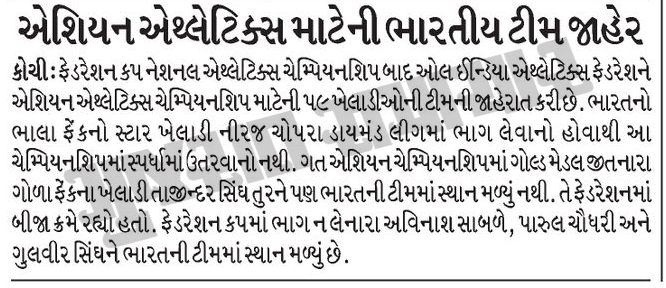 એશિયન એથ્લેટિક્સ માટેની ભારતીય ટીમ જાહેર
કોચી: ફેડરેશન કપ નેશનલ એથ્લેટિક્સ ચેમ્પિયનશિપ બાદ ઓલ ઈન્ડિયા એથ્લેટિક્સ ફેડરેશને
એશિયન એથ્લેટિક્સ ચેમ્પિયનશિપ માટેની ૫૯ ખેલાડીઓની ટીમની જાહેરાત કરી છે. ભારતનો
ભાલા ફેંકનો સ્ટાર ખેલાડી નીરજ ચોપરા ડાયમંડ લીગમાં ભાગ લેવાનો હોવાથી આ
ચેમ્પિયનશિપમાં સ્પર્ધામાં ઉતરવાનો નથી. ગત એશિયન ચેમ્પિયનશિપમાં ગોલ્ડ મેડલ જીતનારા
ગોળા ફેંકના ખેલાડી તાજીન્દર સિંઘ તુરને પણ ભારતની ટીમમાં સ્થાન મળ્યું નથી. તે ફેડરેશનમાં
બીજા ક્રમે રહ્યો હતો. ફેડરેશન કપમાં ભાગ ન લેનારા અવિનાશ સાબળે, પારુલ ચૌધરી અને
ગુલવીર સિંઘને ભારતની ટીમમાં સ્થાન મળ્યું છે.